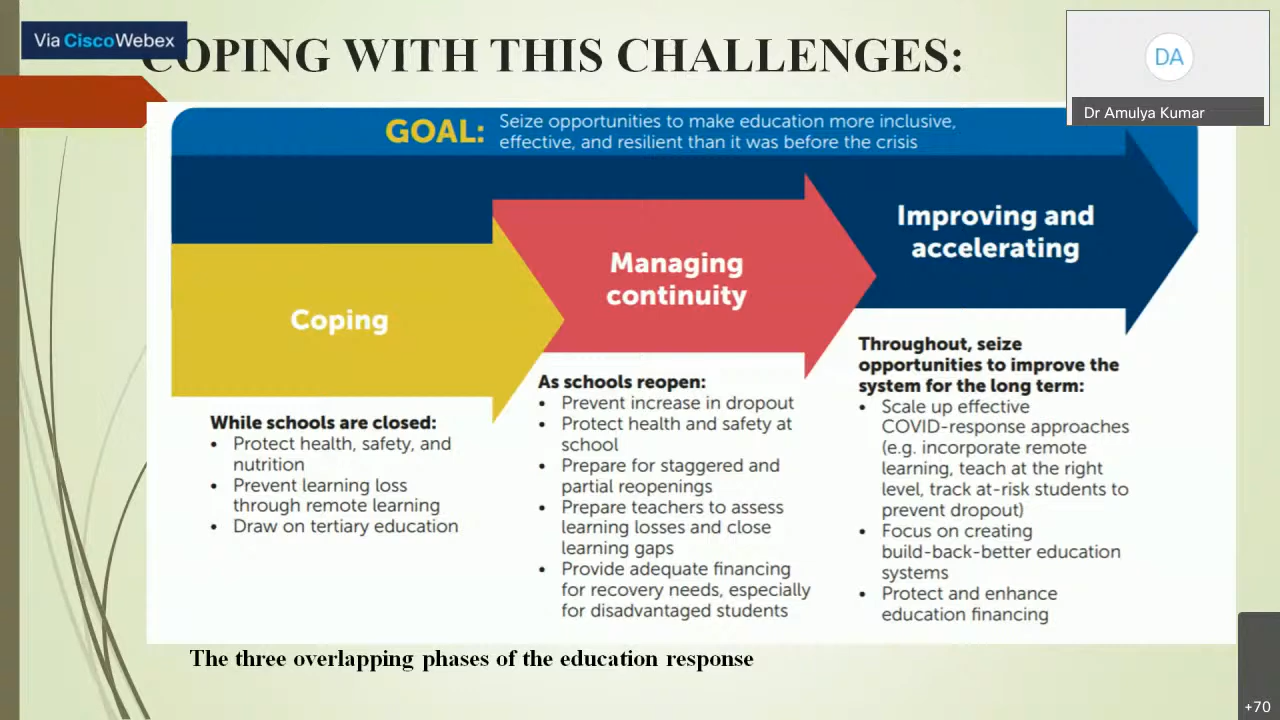 Via Cisco Webex
COPING WITH THIS CHALLENGES:
DA
Dr Amulya Kumar
GOAL: Seize opportunities to make education more inclusive,
effective, and resilient than it was before the crisis
Coping
Managing
continuity
Improving and
accelerating
While schools are closed:
• Protect health, safety, and
nutrition
• Prevent learning loss
through remote learning
• Draw on tertiary education
As schools reopen:
• Prevent increase in dropout
• Protect health and safety at
school
• Prepare for staggered and
partial reopenings
• Prepare teachers to assess
learning losses and close
learning gaps
• Provide adequate financing
for recovery needs, especially
for disadvantaged students
Throughout, seize
opportunities to improve the
system for the long term:
• Scale up effective
COVID-response approaches
(e.g. incorporate remote
learning, teach at the right
level, track at-risk students to
prevent dropout)
• Focus on creating
build-back-better education
systems
• Protect and enhance
education financing
The three overlapping phases of the education response
+70